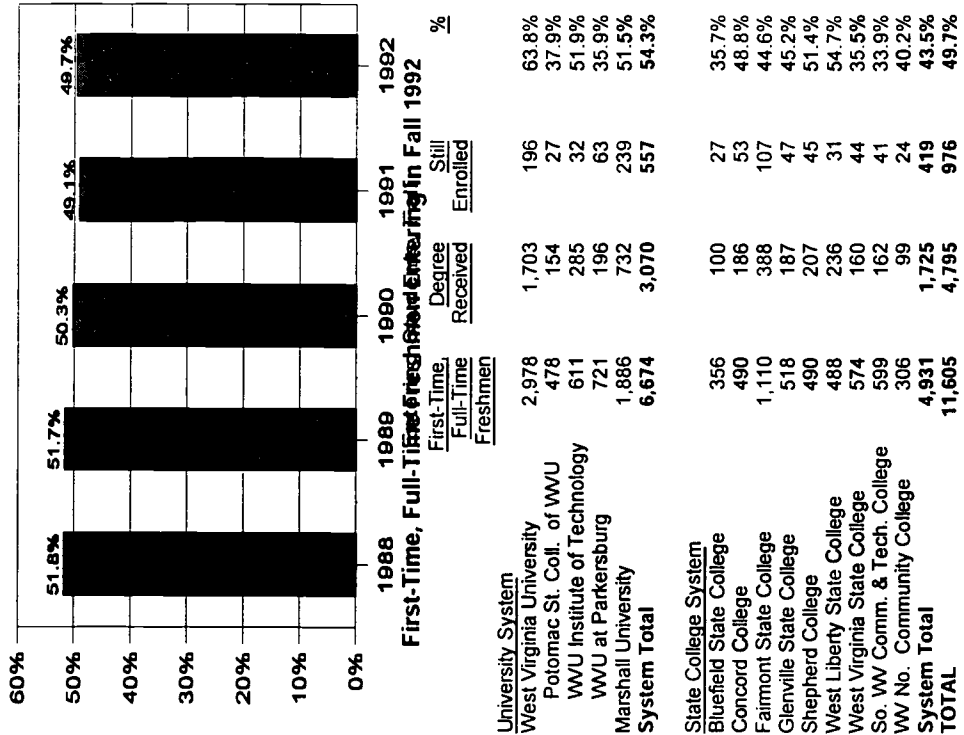 60%
50%
40%
30%
20%
10%
0%
51.8% 51.7% 50.3% 49.1% 49.7%
1988 1989 1990 1991 1992
First-Time, Full-Time Freshmen Entering in Fall 1992
First-Time, Degree Still %
Full-Time Received Enrolled
Freshmen
University System
West Virginia University 2,978 1,703 196 63.8%
Potomac St. Coll. of WVU 478 154 27 37.9%
WVU Institute of Technology 611 285 32 51.9%
WVU at Parkersburg 721 196 63 35.9%
Marshall University 1,886 732 239 51.5%
System Total 6,674 3,070 557 54.3%
State College System
Bluefield State College 356 100 27 35.7%
Concord College 490 186 53 48.8%
Fairmont State College 1,110 388 107 44.6%
Glenville State College 518 187 47 45.2%
Shepherd College 490 207 45 51.4%
West Liberty State College 488 236 31 54.7%
West Virginia State College 574 160 44 35.5%
So. WV Comm. & Tech. College 599 162 41 33.9%
WV No. Community College 306 99 24 40.2%
System Total 4,931 1,725 419 43.5%
TOTAL 11,605 4,795 976 49.7%